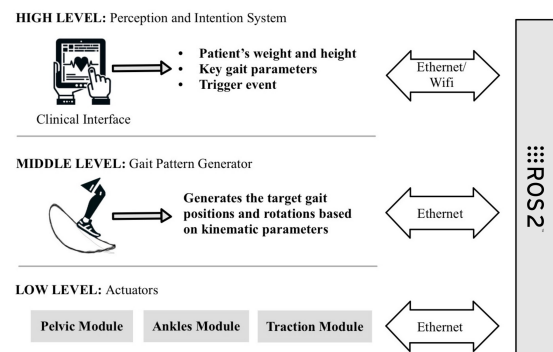 HIGH LEVEL: Perception and Intention System
• Patient's weight and height
• Key gait parameters
• Trigger event
Clinical Interface
Ethernet/
Wifi
MIDDLE LEVEL: Gait Pattern Generator
Generates the target gait
positions and rotations based
on kinematic parameters
Ethernet
LOW LEVEL: Actuators
Pelvic Module
Ankles Module
Traction Module
Ethernet
ROS2